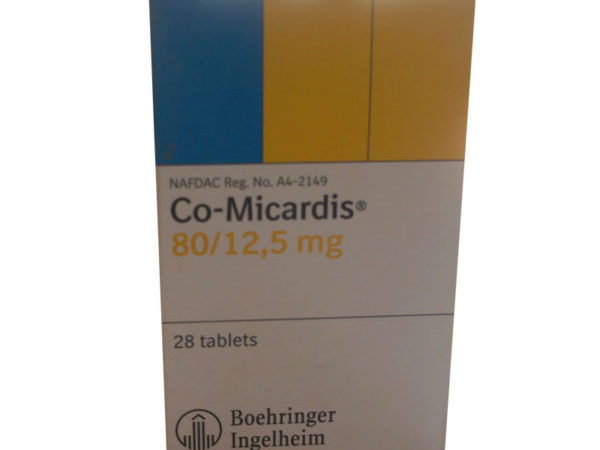 NAFDAC Reg. No. A4-2149
Co-Micardis®
80/12,5 mg
28 tablets
Boehringer
Ingelheim